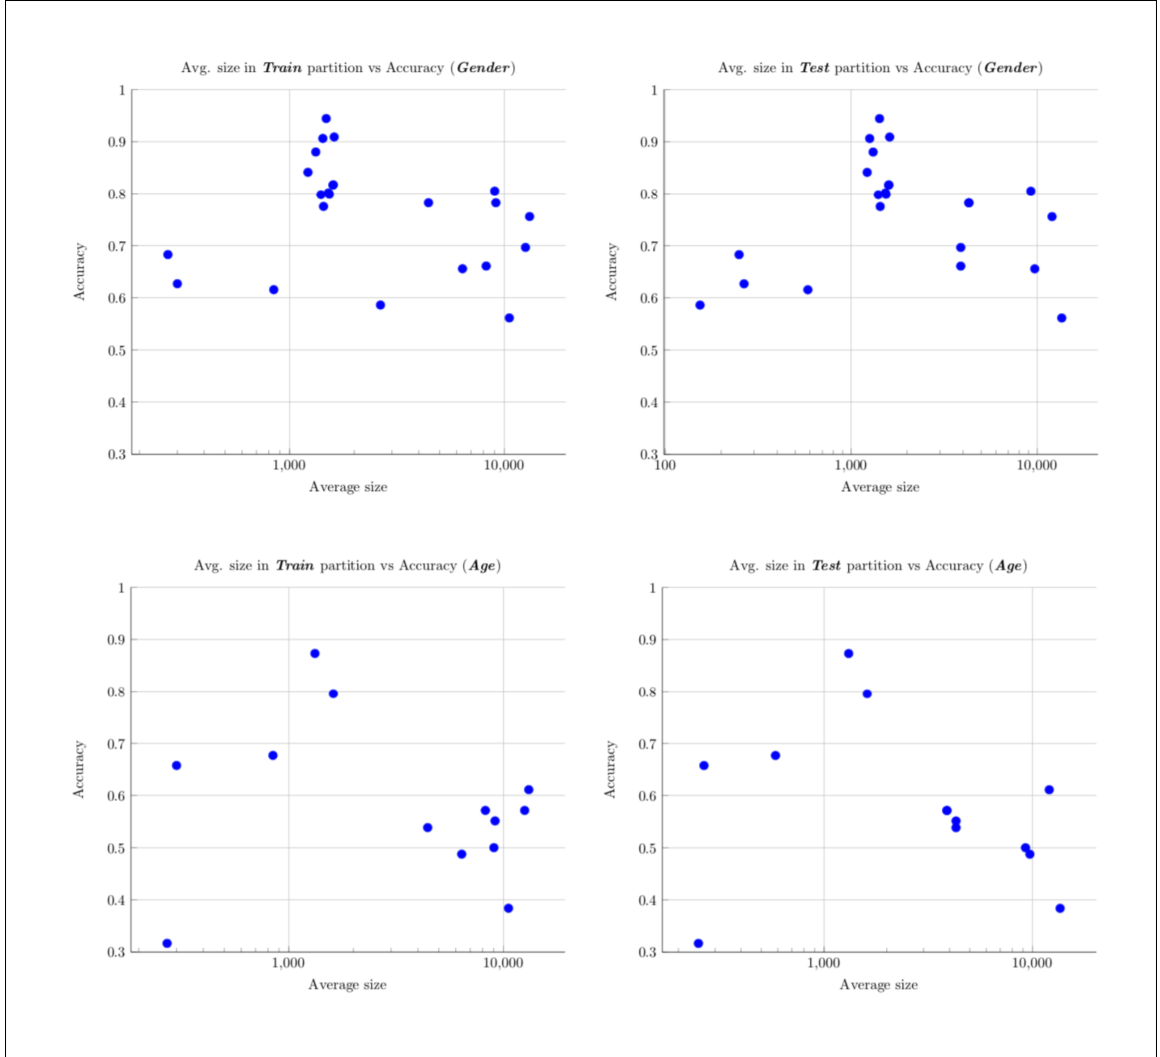 Avg. size in Train partition vs Accuracy (Gender)
1
0.9
0.8
0.7
0.6
0.5
0.4
0.3
Accuracy
1,000 10,000
Average size
Avg. size in Test partition vs Accuracy (Gender)
1
0.9
0.8
0.7
0.6
0.5
0.4
0.3
Accuracy
100 1,000 10,000
Average size
Avg. size in Train partition vs Accuracy (Age)
1
0.9
0.8
0.7
0.6
0.5
0.4
0.3
Accuracy
1,000 10,000
Average size
Avg. size in Test partition vs Accuracy (Age)
1
0.9
0.8
0.7
0.6
0.5
0.4
0.3
Accuracy
1,000 10,000
Average size